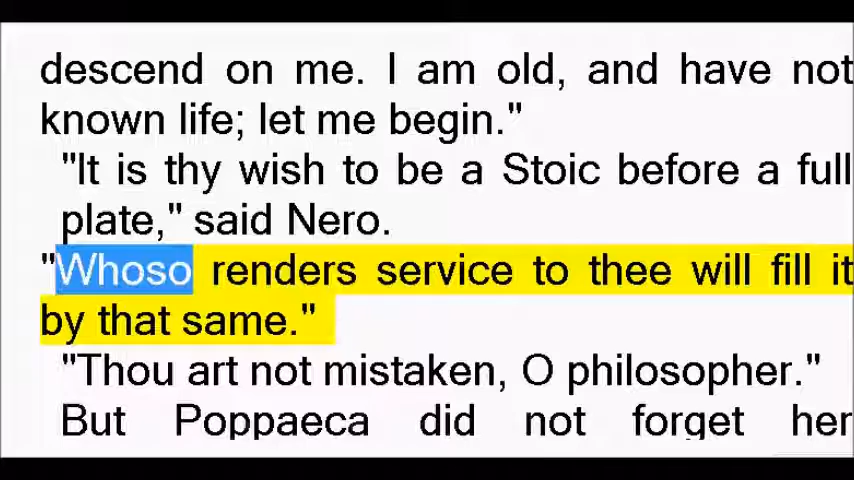 descend on me. I am old, and have not
known life; let me begin."
"It is thy wish to be a Stoic before a full
plate," said Nero.
"Whoso renders service to thee will fill it
by that same."
"Thou art not mistaken, O philosopher."
But Poppaeca did not forget her